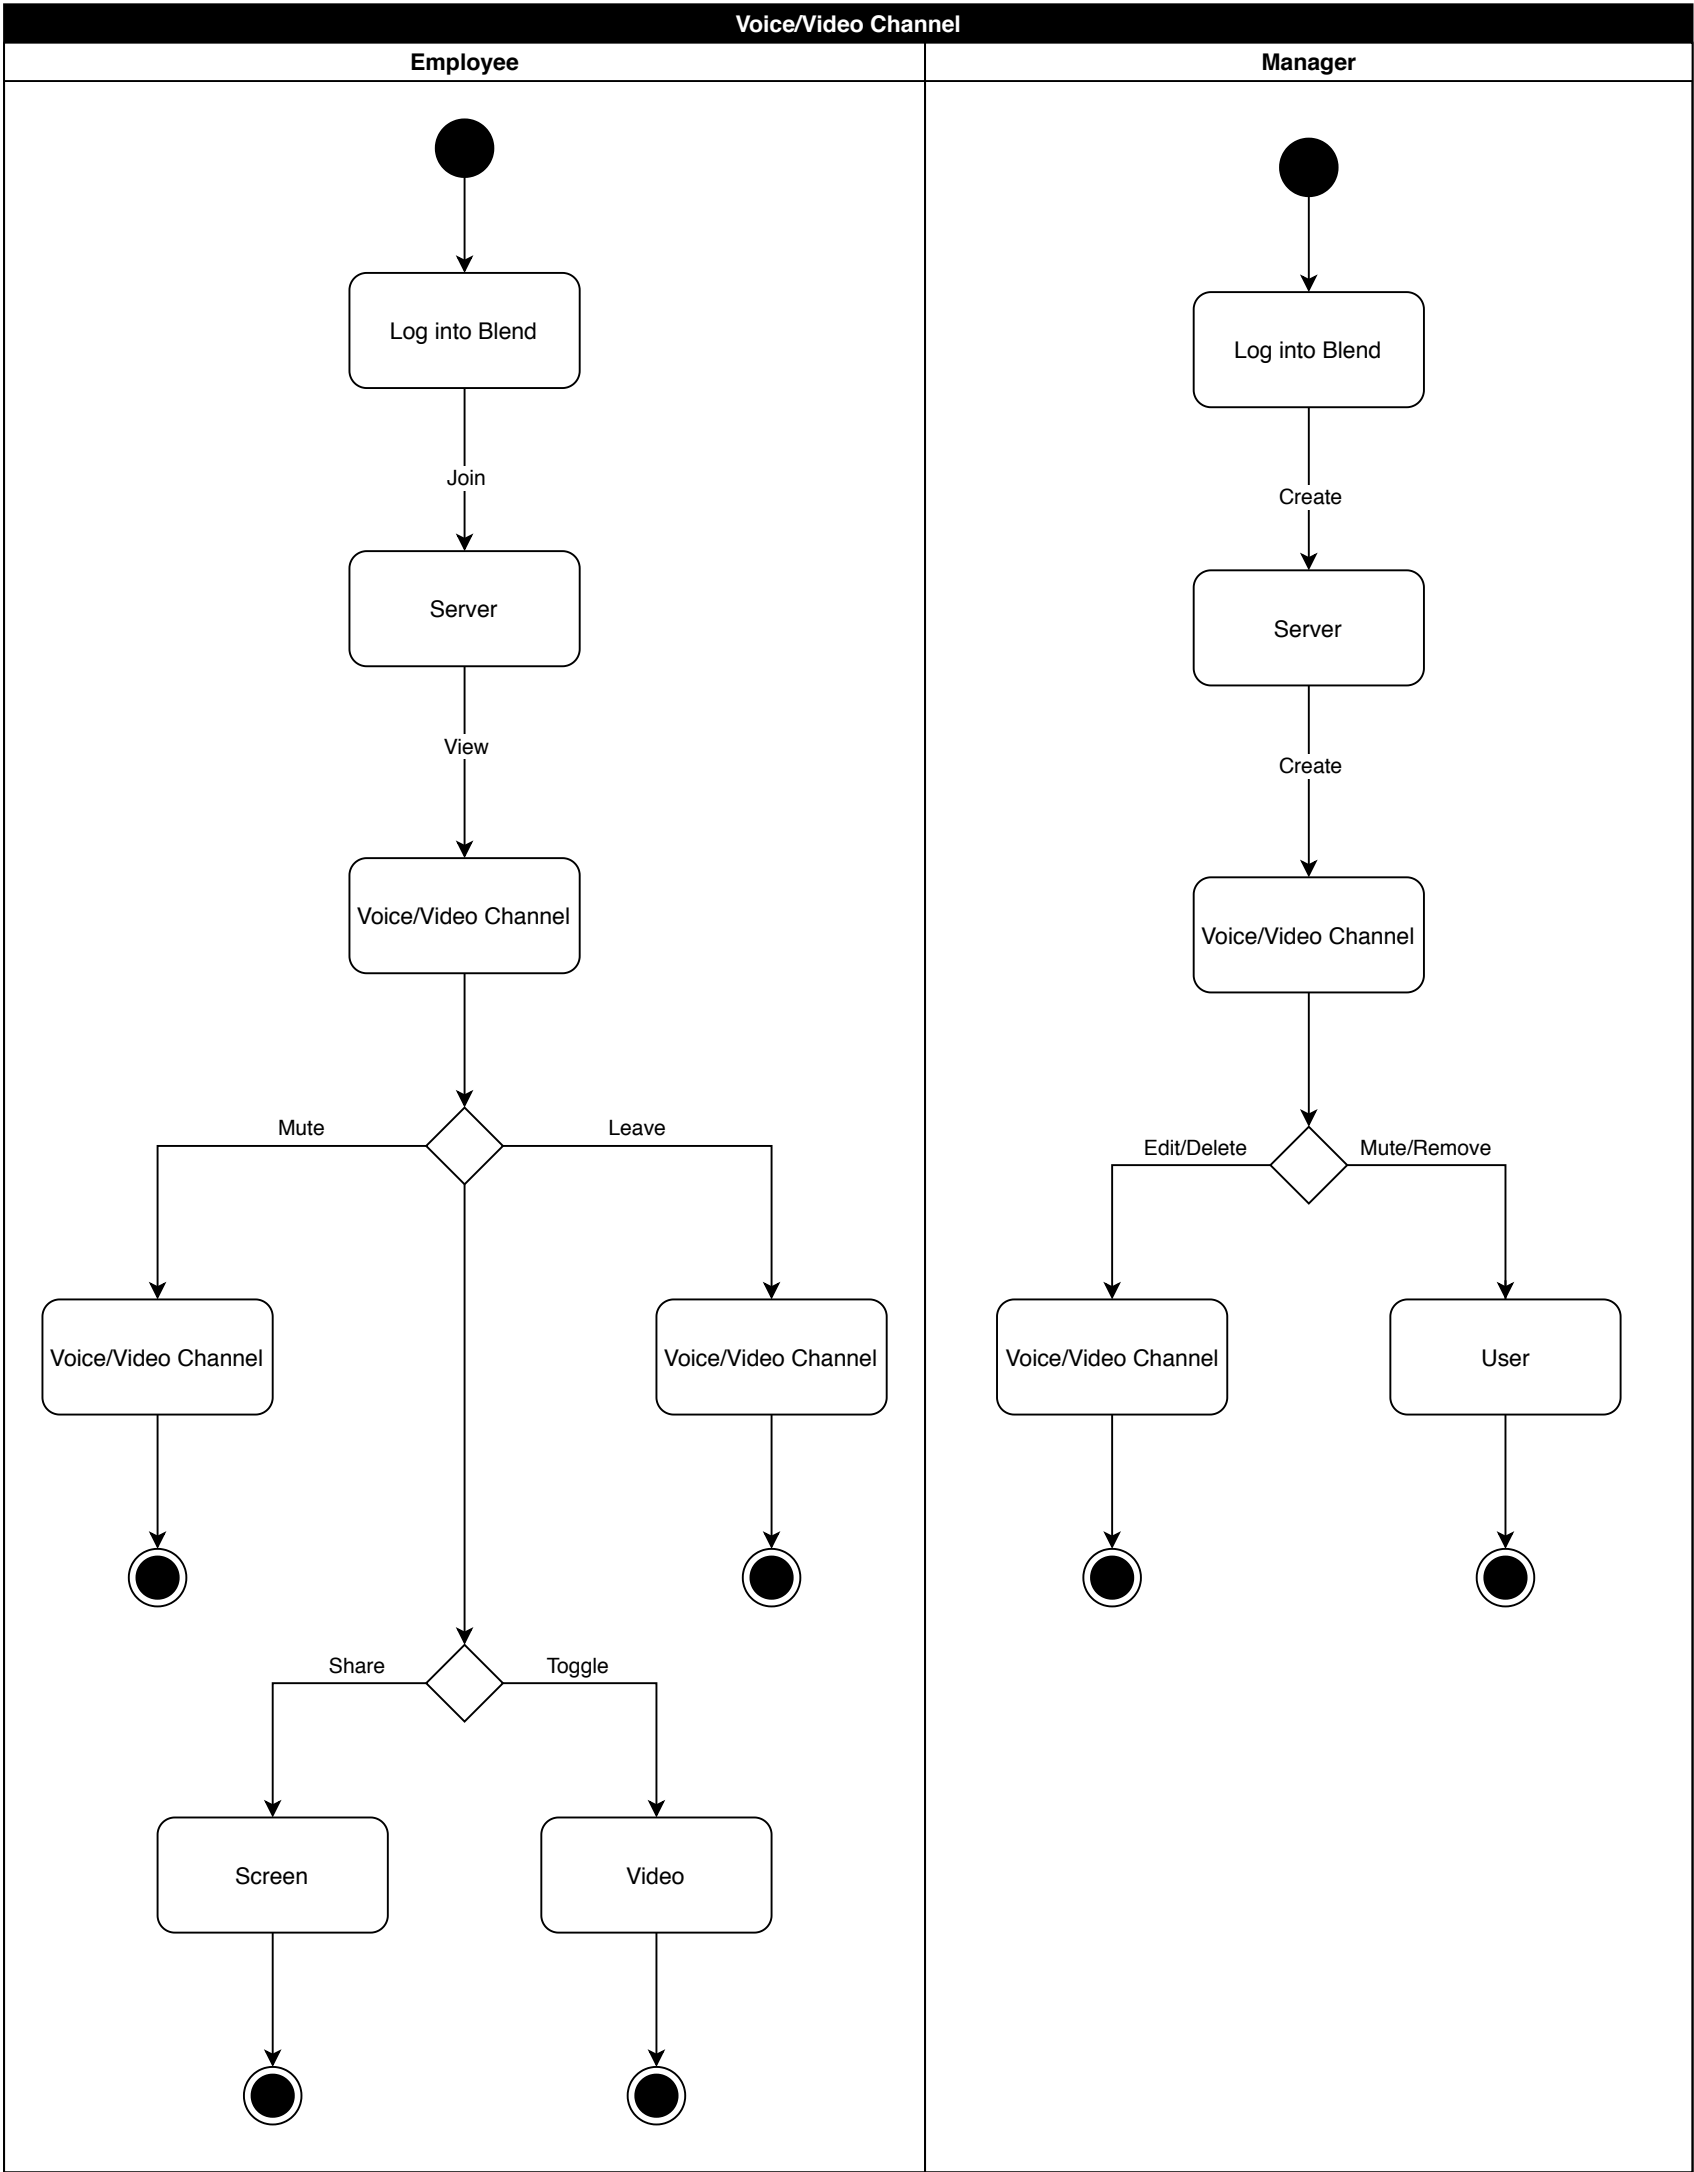 Voice/Video Channel
Employee
Manager
Log into Blend
Join
Server
View
Voice/Video Channel
Mute
Leave
Voice/Video Channel
Voice/Video Channel
Share
Toggle
Screen
Video
Log into Blend
Create
Server
Create
Voice/Video Channel
Edit/Delete
Mute/Remove
Voice/Video Channel
User